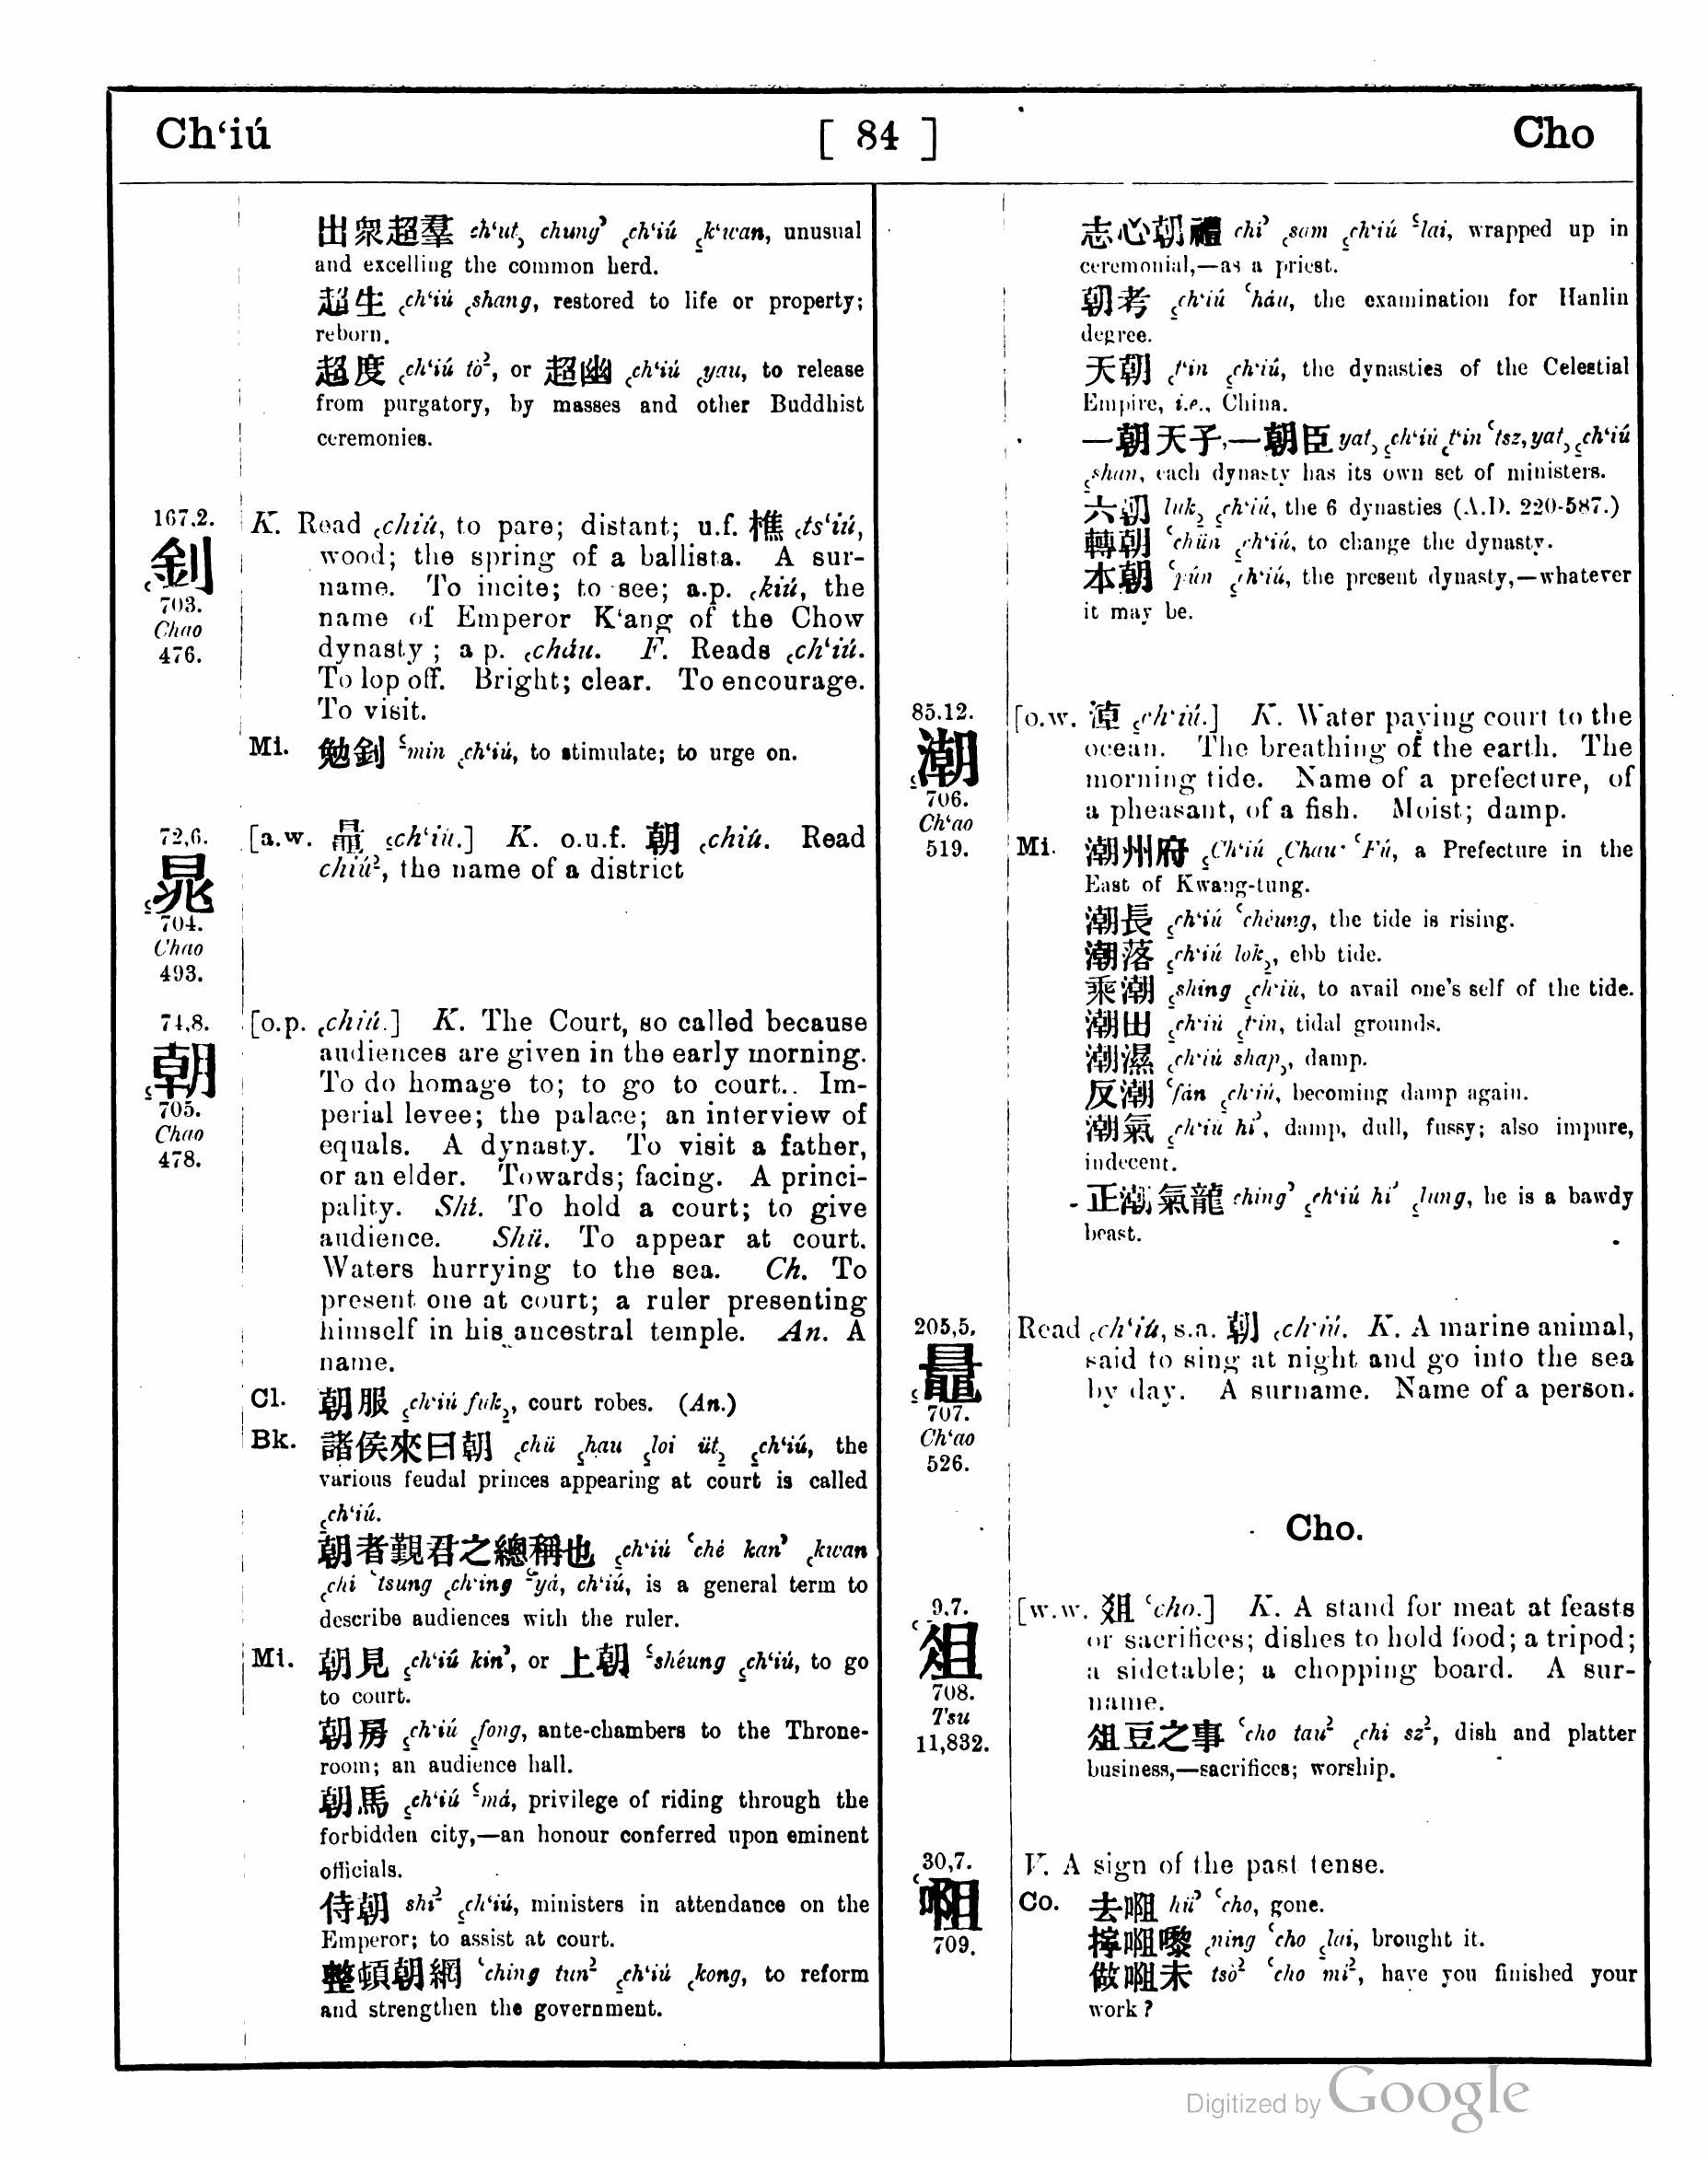 Ch‘iú
[ 84 ]
Cho
出衆超羣 ch‘ut꜆ chung꜄ ꜀ch‘iú ꜁k‘wan, unusual
and excelling the common herd.
超生 ꜀ch‘iú ꜀shang, restored to life or property;
reborn.
超度 ꜀ch‘iú tò꜅, or 超幽 ꜀ch‘iú ꜀yau, to release
from purgatory, by masses and other Buddhist
ceremonies.
167.2.
釗
703.
Chao
476.
K. Read ꜀chiú, to pare; distant; u.f. 樵 ꜁ts‘iú,
wood; the spring of a ballista. A sur-
name. To incite; to see; a.p. ꜀kiú, the
name of Emperor K‘ang of the Chow
dynasty; a p. ꜀cháu. F. Reads ꜀ch‘iú.
To lop off. Bright; clear. To encourage.
To visit.
Mi. 勉釗 ꜃min ꜀ch‘iú, to stimulate; to urge on.
72,6.
晁
704.
Chao
493.
[a.w. 鼂 ꜁ch‘iú.] K. o.u.f. 朝 ꜀chiú. Read
chiú꜅, the name of a district
74,8.
朝
705.
Chao
478.
[o.p. ꜀chiú.] K. The Court, so called because
audiences are given in the early morning.
To do homage to; to go to court.. Im-
perial levee; the palace; an interview of
equals. A dynasty. To visit a father,
or an elder. Towards; facing. A princi-
pality. Shí. To hold a court; to give
audience. Shü. To appear at court.
Waters hurrying to the sea. Ch. To
present one at court; a ruler presenting
himself in his ancestral temple. An. A
name.
Cl. 朝服 ꜁ch‘iú fuk꜇, court robes. (An.)
Bk. 諸侯來曰朝 ꜀chü ꜁hau ꜁loi üt꜇ ꜁ch‘iú, the
various feudal princes appearing at court is called
꜁ch‘iú.
朝者觐君之總稱也 ꜁ch‘iú ꜂ché kan꜄ ꜀kwan
꜀chi ꜂tsung ꜀ch‘ing ꜃yá, ch‘iú, is a general term to
describe audiences with the ruler.
Mi. 朝見 ꜁ch‘iú kin꜄, or 上朝 ꜃shéung ꜁ch‘iú, to go
to court.
朝房 ꜁ch‘iú ꜁fong, ante-chambers to the Throne-
room; an audience hall.
朝馬 ꜁ch‘iú ꜃má, privilege of riding through the
forbidden city,—an honour conferred upon eminent
officials.
侍朝 shi꜅ ꜁ch‘iú, ministers in attendance on the
Emperor; to assist at court.
整頓朝綱 ꜂ching tun꜅ ꜁ch‘iú ꜀kong, to reform
and strengthen the government.
志心朝禮 chi꜄ ꜀sam ꜁ch‘iú ꜃lai, wrapped up in
ceremonial,—as a priest.
朝考 ꜁ch‘iú ꜂háu, the examination for Hanlin
degree.
天朝 ꜀t‘in ꜁ch‘iú, the dynasties of the Celestial
Empire, i.e., China.
一朝天子,一朝臣 yat꜆ ꜁ch‘iú ꜀t‘in ꜂tsz, yat꜆ ꜁ch‘iú
꜁shan, each dynasty has its own set of ministers.
六朝 luk꜇ ꜁ch‘iú, the 6 dynasties (A.D. 220-587.)
轉朝 ꜂chün ꜁ch‘iú, to change the dynasty.
本朝 ꜂pún ꜁ch‘iú, the present dynasty,—whatever
it may be.
85.12.
潮
706.
Ch‘ao
519.
[o.w. 淖 ꜁ch‘iú.] K. Water paying court to the
ocean. The breathing of the earth. The
morning tide. Name of a prefecture, of
a pheasant, of a fish. Moist; damp.
Mi. 潮州府 ꜁Ch‘iú ꜀Chau ꜂Fú, a Prefecture in the
East of Kwang-tung.
潮長 ꜁ch‘iú ꜂chéung, the tide is rising.
潮落 ꜁ch‘iú lok꜇, ebb tide.
乘潮 ꜁shing ꜁ch‘iú, to avail one's self of the tide.
潮田 ꜁ch‘iú ꜁t‘in, tidal grounds.
潮濕 ꜁ch‘iú shap꜆, damp.
反潮 ꜂fán ꜁ch‘iú, becoming damp again.
潮氣 ꜁ch‘iú hi꜄, damp, dull, fussy; also impure,
indecent.
正潮氣龍 ching꜄ ꜁ch‘iú hi꜄ ꜁lung, he is a bawdy
beast.
205,5,
鼂
707.
Ch‘ao
526.
Read ꜀ch‘iú, s.a. 朝 ꜀ch‘iú. K. A marine animal,
said to sing at night and go into the sea
by day. A surname. Name of a person.
Cho.
9.7.
俎
708.
T'su
11,832.
[w.w. 爼 ꜂cho.] K. A stand for meat at feasts
or sacrifices; dishes to hold food; a tripod;
a sidetable; a chopping board. A sur-
name.
俎豆之事 ꜂cho tau꜅ ꜀chi sz꜅, dish and platter
business,—sacrifices; worship.
30,7.
唨
709.
V. A sign of the past tense.
Co. 去唨 hü꜄ ꜂cho, gone.
擰唨嚟 ꜀ning ꜂cho ꜁lai, brought it.
做唨未 tsò꜅ ꜂cho mi꜅, have you finished your
work?
Digitized by Google